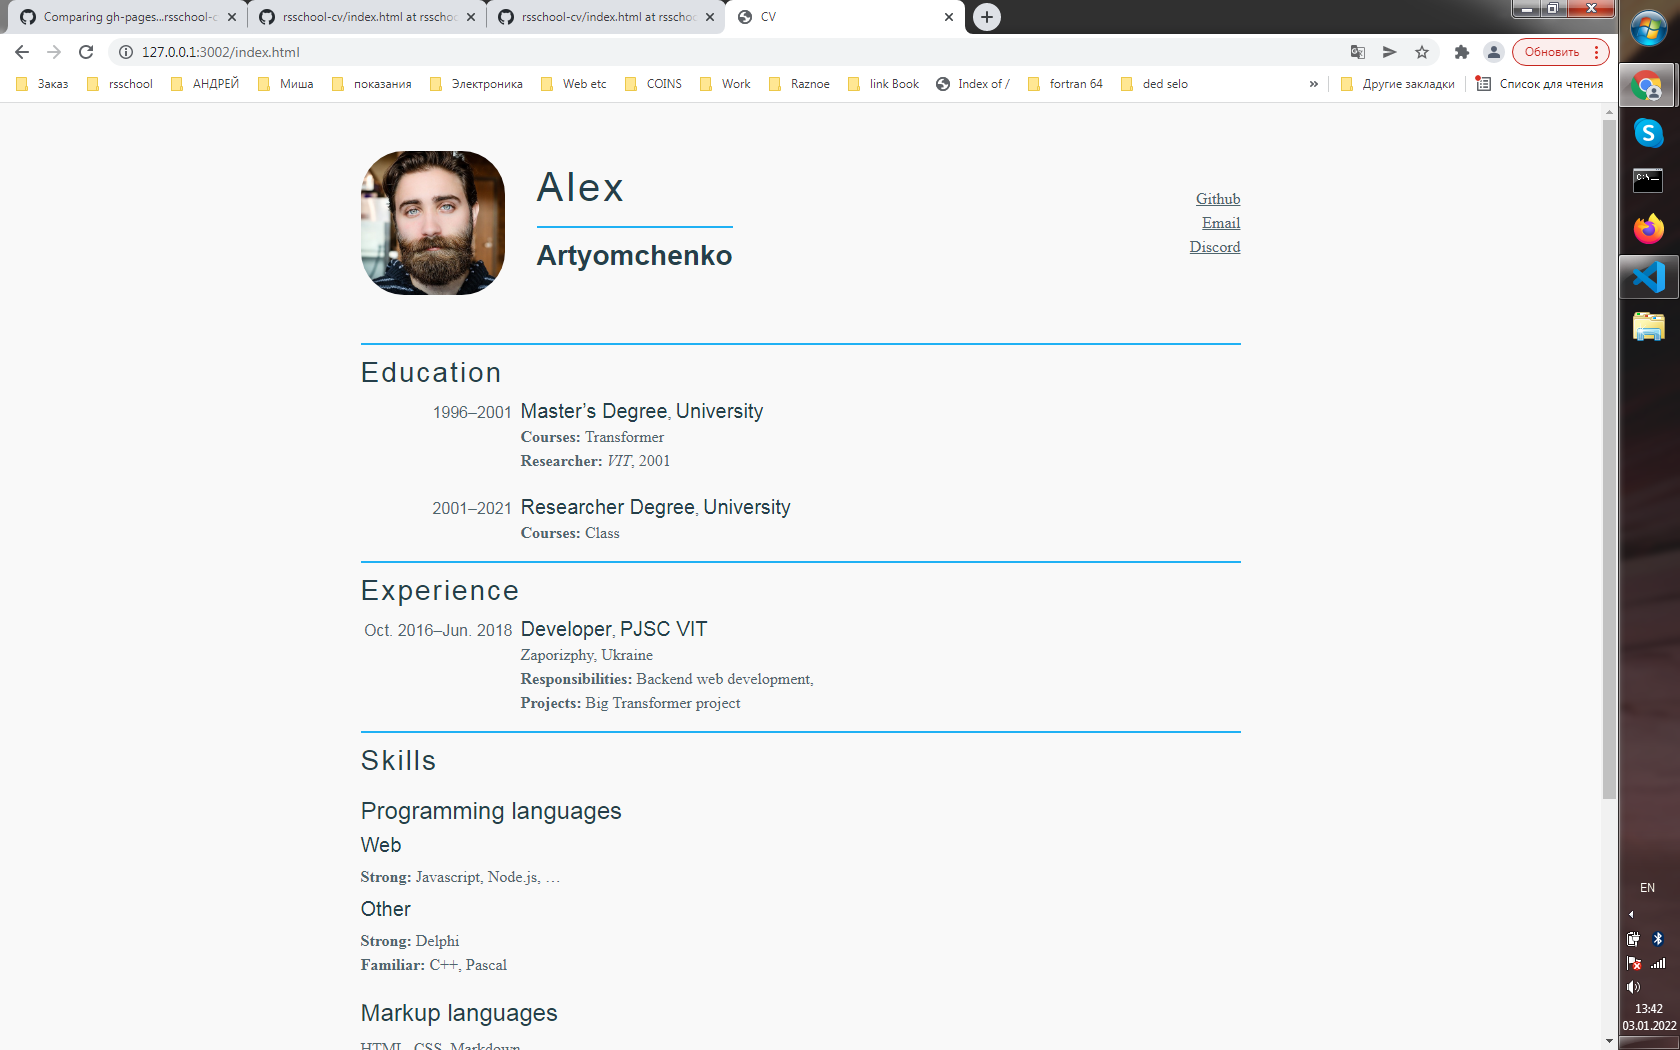 Comparing gh-pages...rsschool-c
rsschool-cv/index.html at rsschoo
rsschool-cv/index.html at rsschoo
CV
127.0.0.1:3002/index.html
Обновить
Заказ
rsschool
АНДРЕЙ
Миша
показания
Электроника
Web etc
COINS
Work
Raznoe
link Book
Index of /
fortran 64
ded selo
»
Другие закладки
Список для чтения
Alex
Artyomchenko
Github
Email
Discord
Education
1996–2001 Master’s Degree, University
Courses: Transformer
Researcher: VIT, 2001
2001–2021 Researcher Degree, University
Courses: Class
Experience
Oct. 2016–Jun. 2018 Developer, PJSC VIT
Zaporizphy, Ukraine
Responsibilities: Backend web development,
Projects: Big Transformer project
Skills
Programming languages
Web
Strong: Javascript, Node.js, …
Other
Strong: Delphi
Familiar: C++, Pascal
Markup languages
HTML, CSS, Markdown
EN
13:42
03.01.2022